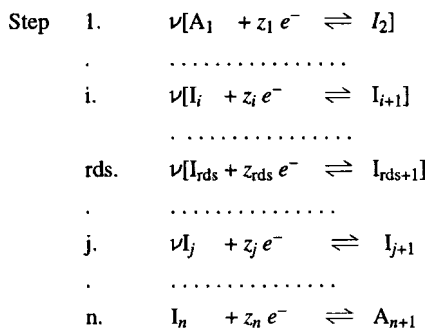 Step 1. ν[A₁ + z₁ e⁻ ⇌ I₂]
. . . . . . . . . . . . . . . .
i. ν[Iᵢ + zᵢ e⁻ ⇌ Iᵢ₊₁]
. . . . . . . . . . . . . . . .
rds. ν[I_rds + z_rds e⁻ ⇌ I_rds+1]
. . . . . . . . . . . . . . .
j. νIⱼ + zⱼ e⁻ ⇌ Iⱼ₊₁
. . . . . . . . . . . . . . .
n. Iₙ + zₙ e⁻ ⇌ Aₙ₊₁